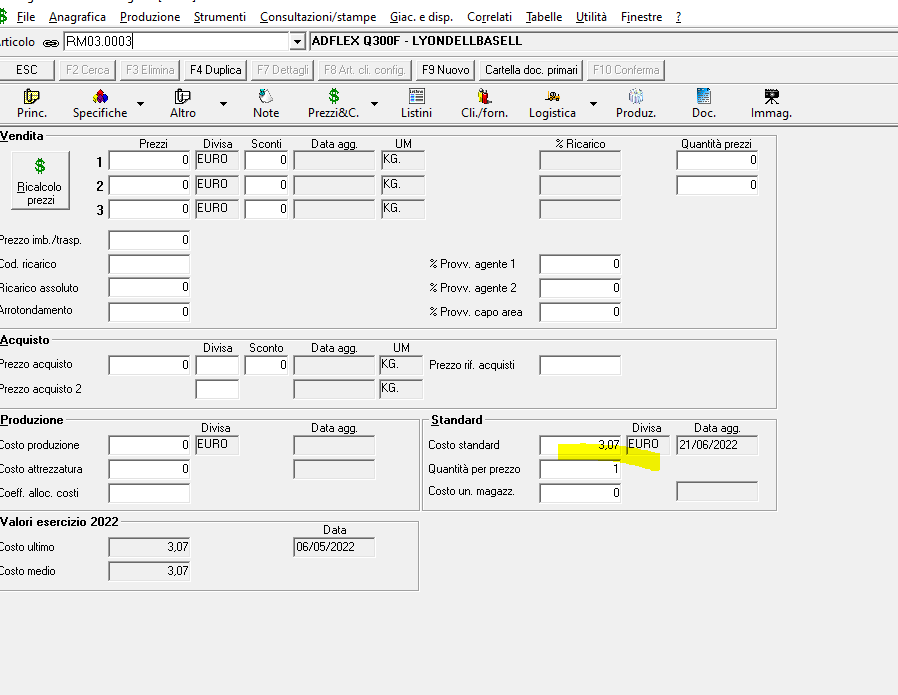 File Anagrafica Produzione Strumenti Consultazioni/stampe Giac. e disp. Correlati Tabelle Utilità Finestre ?
rticolo RM03.0003 ADFLEX Q300F - LYONDELLBASELL
ESC F2 Cerca F3 Elimina F4 Duplica F7 Dettagli F8 Art. cli. config. F9 Nuovo Cartella doc. primari F10 Conferma
Princ. Specifiche Altro Note Prezzi&C. Listini Cli./forn. Logistica Produz. Doc. Immag.
Vendita
Prezzi Divisa Sconti Data agg. UM % Ricarico Quantità prezzi
Ricalcolo prezzi
1 0 EURO 0 KG. 0
2 0 EURO 0 KG. 0
3 0 EURO 0 KG.
Prezzo imb./trasp. 0
Cod. ricarico % Provv. agente 1 0
Ricarico assoluto 0 % Provv. agente 2 0
Arrotondamento 0 % Provv. capo area 0
Acquisto
Divisa Sconto Data agg. UM
Prezzo acquisto 0 0 KG. Prezzo rif. acquisti
Prezzo acquisto 2 KG.
Produzione Standard
Divisa Data agg. Divisa Data agg.
Costo produzione 0 EURO Costo standard 3,07 EURO 21/06/2022
Costo attrezzatura 0 Quantità per prezzo 1
Coeff. alloc. costi Costo un. magazz. 0
Valori esercizio 2022
Data
Costo ultimo 3,07 06/05/2022
Costo medio 3,07